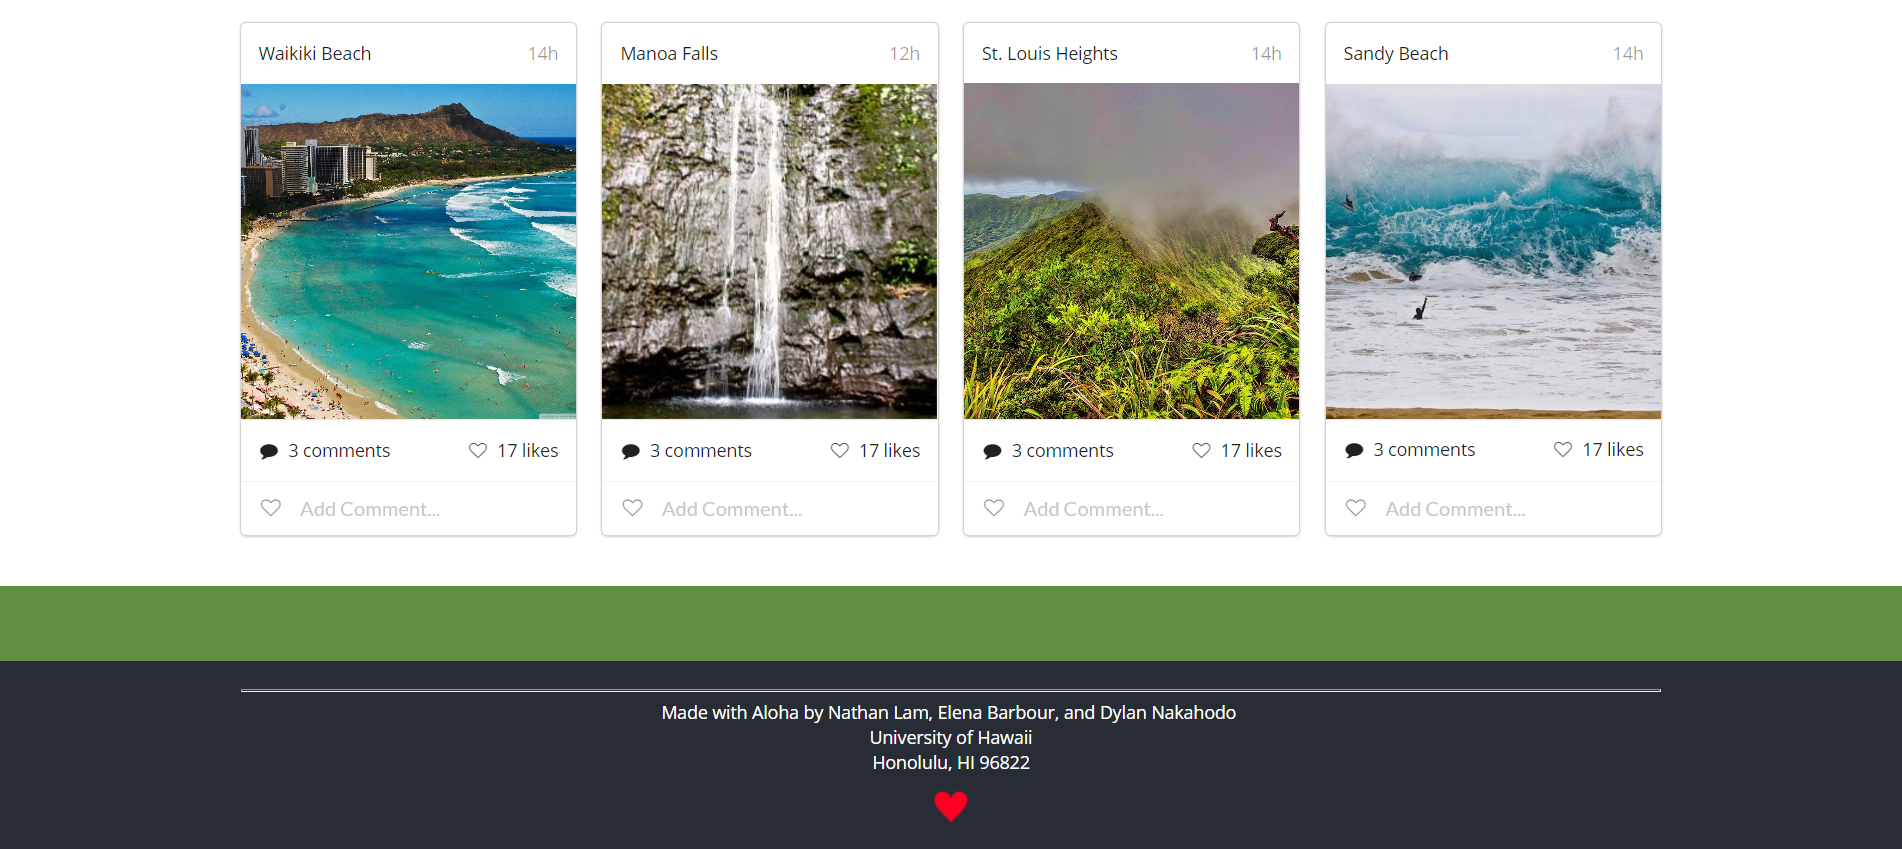 Waikiki Beach 14h
Manoa Falls 12h
St. Louis Heights 14h
Sandy Beach 14h
3 comments 17 likes
3 comments 17 likes
3 comments 17 likes
3 comments 17 likes
Add Comment...
Add Comment...
Add Comment...
Add Comment...
Made with Aloha by Nathan Lam, Elena Barbour, and Dylan Nakahodo
University of Hawaii
Honolulu, HI 96822